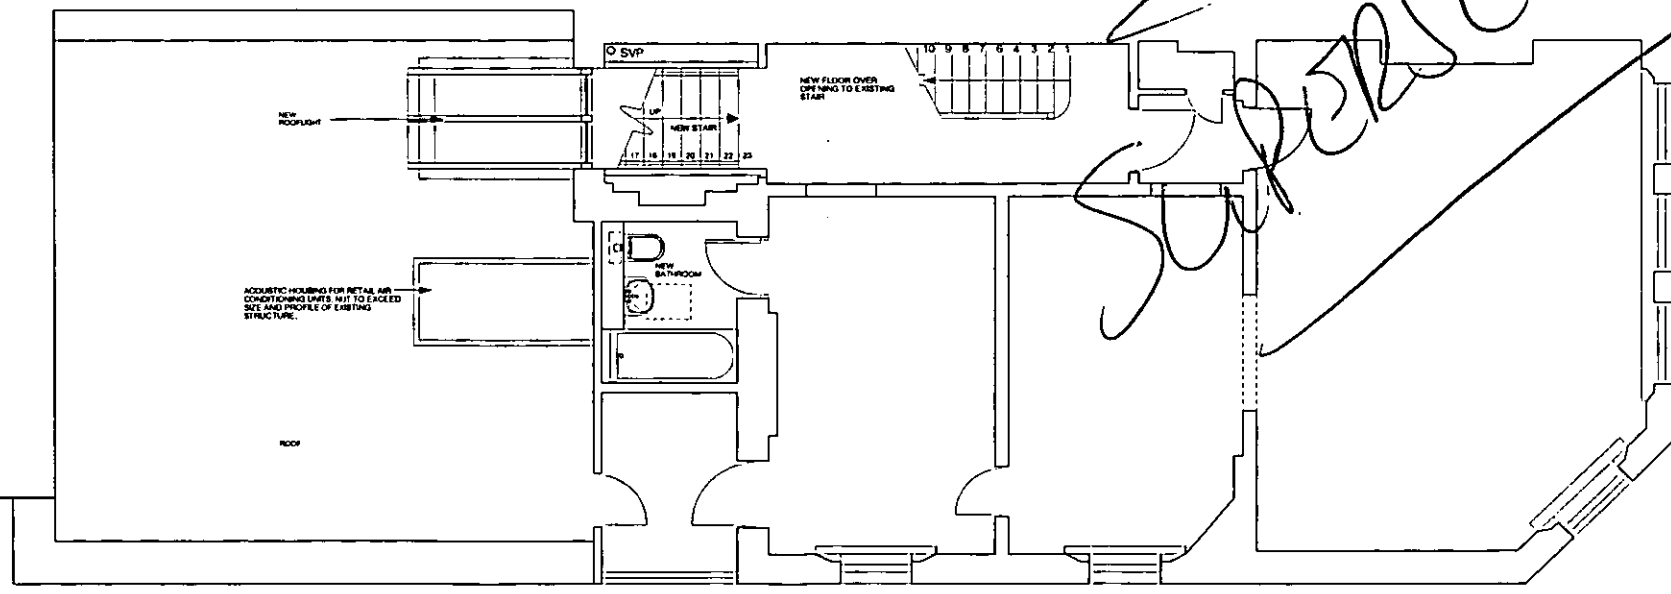 SVP
10 9 8 7 6 4 3 2 1
NEW FLOOR OVER
OPENING TO EXISTING
STAIR
NEW
ROOFLIGHT
UP
NEW STAIR
17 18 19 20 21 22 23
NEW
BATHROOM
ACOUSTIC HOUSING FOR RETAIL AIR
CONDITIONING UNITS. NUT TO EXCEED
SIZE AND PROFILE OF EXISTING
STRUCTURE.
ROOF